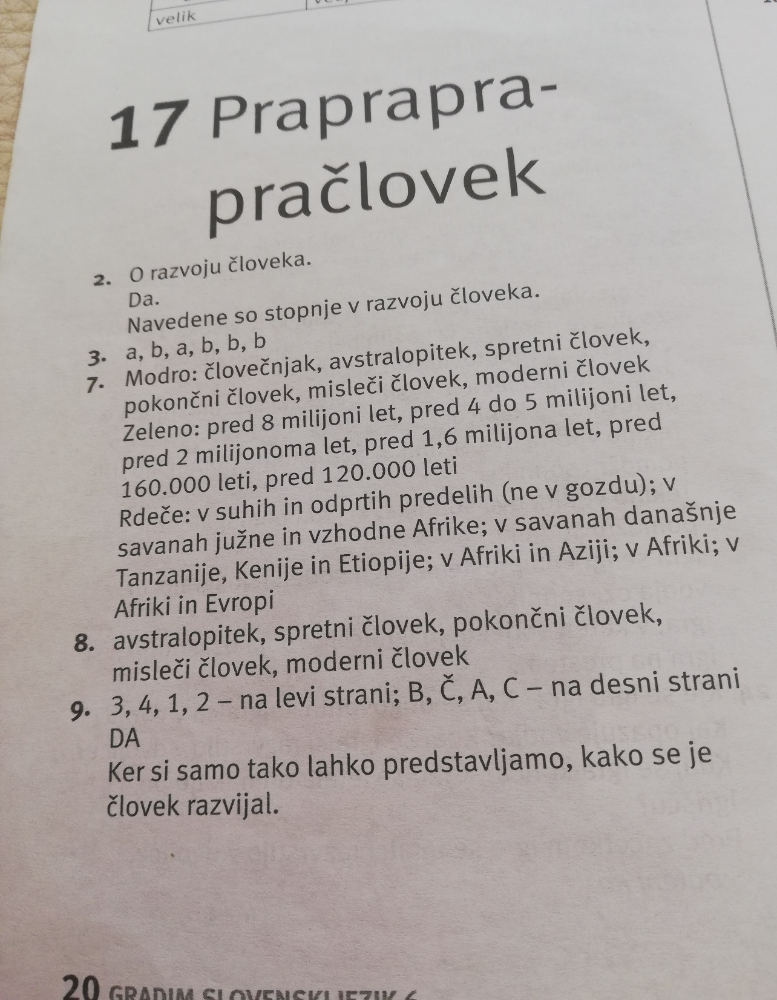 velik
17 Praprapra-
pračlovek
2. O razvoju človeka.
Da.
Navedene so stopnje v razvoju človeka.
3. a, b, a, b, b, b
7. Modro: človečnjak, avstralopitek, spretni človek,
pokončni človek, misleči človek, moderni človek
Zeleno: pred 8 milijoni let, pred 4 do 5 milijoni let,
pred 2 milijonoma let, pred 1,6 milijona let, pred
160.000 leti, pred 120.000 leti
Rdeče: v suhih in odprtih predelih (ne v gozdu); v
savanah južne in vzhodne Afrike; v savanah današnje
Tanzanije, Kenije in Etiopije; v Afriki in Aziji; v Afriki; v
Afriki in Evropi
8. avstralopitek, spretni človek, pokončni človek,
misleči človek, moderni človek
9. 3, 4, 1, 2 – na levi strani; B, Č, A, C – na desni strani
DA
Ker si samo tako lahko predstavljamo, kako se je
človek razvijal.
20 GRADIM SLOVENSKI JEZIK 6